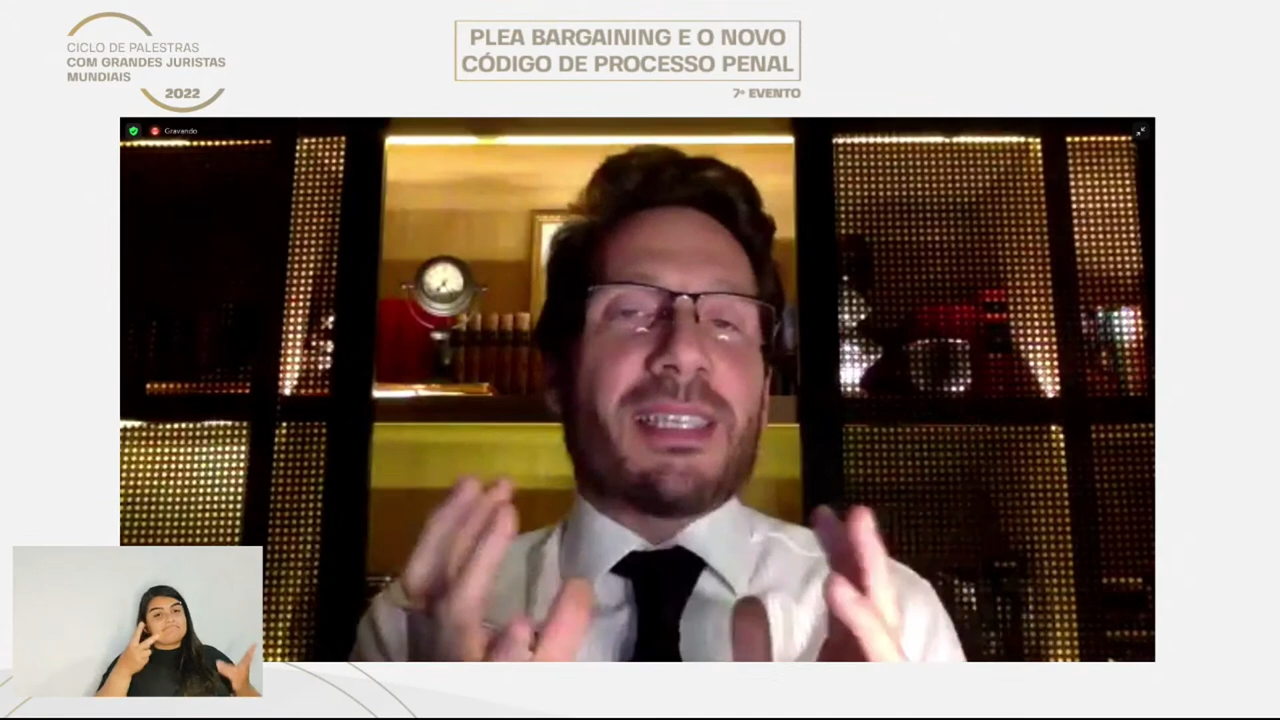 CICLO DE PALESTRAS
COM GRANDES JURISTAS
MUNDIAIS
2022
PLEA BARGAINING E O NOVO
CÓDIGO DE PROCESSO PENAL
7º EVENTO
Gravando